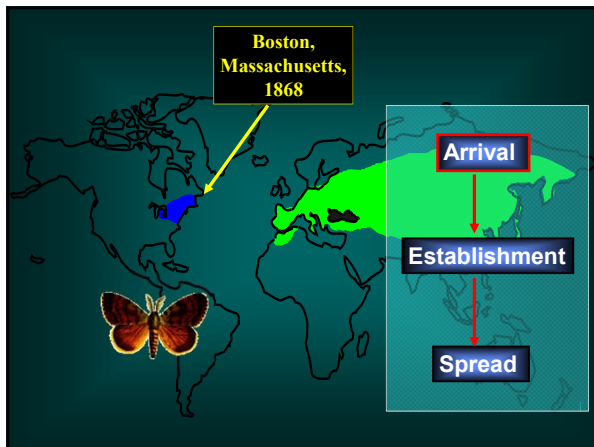 Boston,
Massachusetts,
1868
Arrival
Establishment
Spread